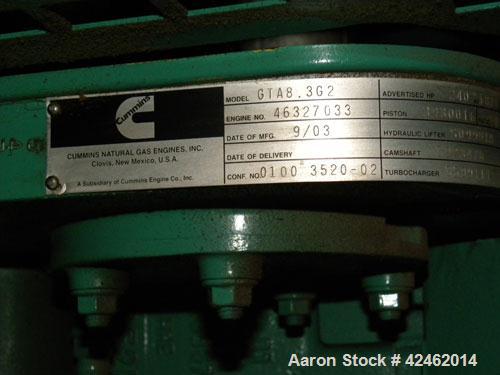 Cummins
CUMMINS NATURAL GAS ENGINES, INC.
Clovis, New Mexico, U.S.A.
A Subsidiary of Cummins Engine Co., Inc.
MODEL GTA8.3G2
ENGINE NO. 46327033
DATE OF MFG. 9/03
DATE OF DELIVERY
CONF. NO. 0100 3520-02
ADVERTISED HP
PISTON
HYDRAULIC LIFTER
CAMSHAFT
TURBOCHARGER
Aaron Stock # 42462014